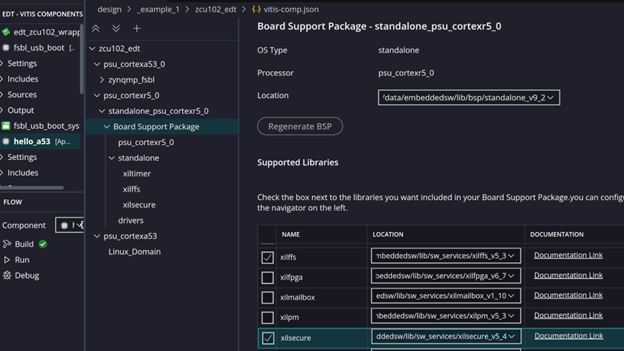 EDT - VITIS COMPONENTS
edt_zcu102_wrapp
fsbl_usb_boot [.
Settings
Includes
Sources
Output
fsbl_usb_boot_sys
hello_a53 [Ap...
Settings
Includes
FLOW
Component
Build
Run
Debug
design > _example_1 > zcu102_edt > {} vitis-comp.json
zcu102_edt
psu_cortexa53_0
zynqmp_fsbl
psu_cortexr5_0
standalone_psu_cortexr5_0
Board Support Package
psu_cortexr5_0
standalone
xiltimer
xilffs
xilsecure
drivers
psu_cortexa53
Linux_Domain
Board Support Package - standalone_psu_cortexr5_0
OS Type standalone
Processor psu_cortexr5_0
Location /data/embeddedsw/lib/bsp/standalone_v9_2
Regenerate BSP
Supported Libraries
Check the box next to the libraries you want included in your Board Support Package.you can configu
the navigator on the left.
NAME LOCATION DOCUMENTATION
xilffs mbeddedsw/lib/sw_services/xilffs_v5_3 Documentation Link
xilfpga beddedsw/lib/sw_services/xilfpga_v6_7 Documentation Link
xilmailbox edsw/lib/sw_services/xilmailbox_v1_10 Documentation Link
xilpm nbeddedsw/lib/sw_services/xilpm_v5_3 Documentation Link
xilsecure ddedsw/lib/sw_services/xilsecure_v5_4 Documentation Link